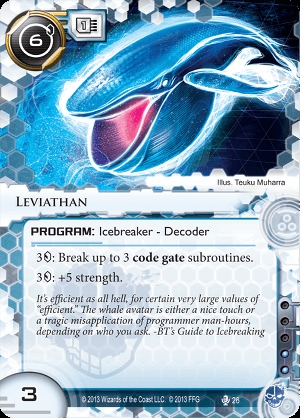 6
1
Illus. Teuku Muharra
LEVIATHAN
PROGRAM: Icebreaker - Decoder
3: Break up to 3 code gate subroutines.
3: +5 strength.
It's efficient as all hell, for certain very large values of
"efficient." The whale avatar is either a nice touch or
a tragic misapplication of programmer man-hours,
depending on who you ask. -BT's Guide to Icebreaking
3
© 2013 Wizards of the Coast LLC. © 2013 FFG
26